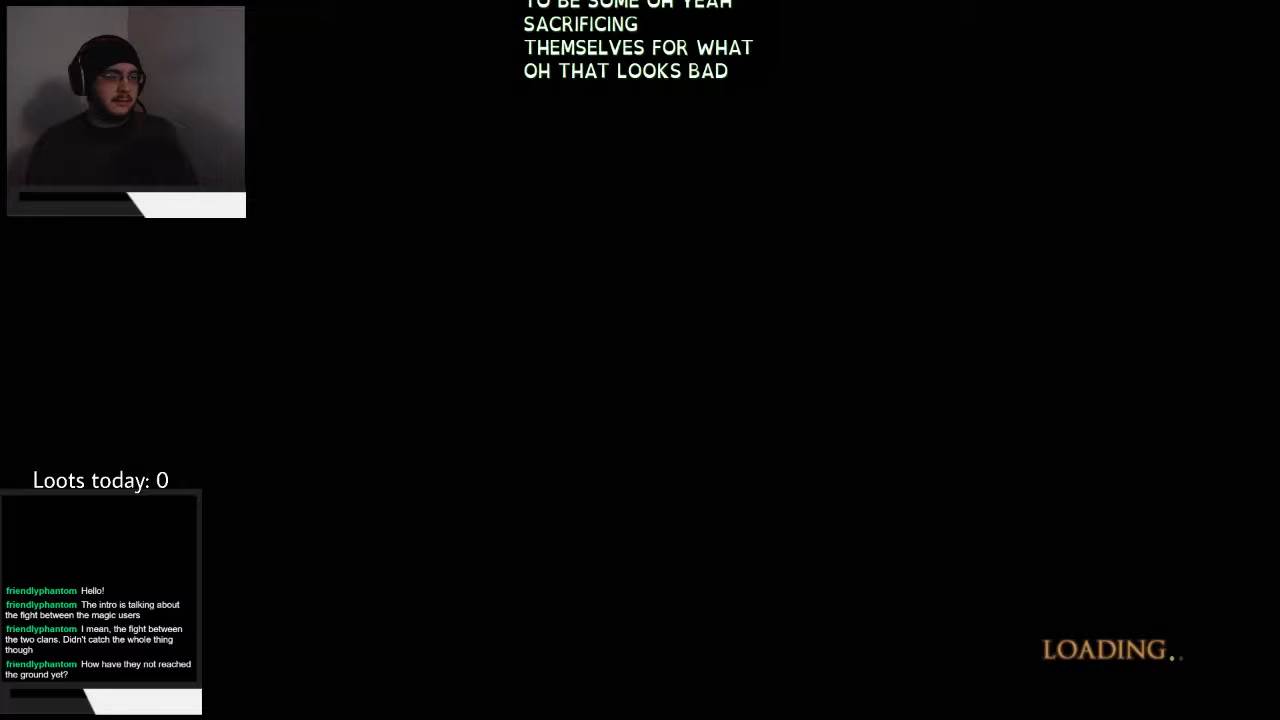 TO BE SOME OH YEAH
SACRIFICING
THEMSELVES FOR WHAT
OH THAT LOOKS BAD
Loots today: 0
friendlyphantom Hello!
friendlyphantom The intro is talking about
the fight between the magic users
friendlyphantom I mean, the fight between
the two clans. Didn't catch the whole thing
though
friendlyphantom How have they not reached
the ground yet?
LOADING..